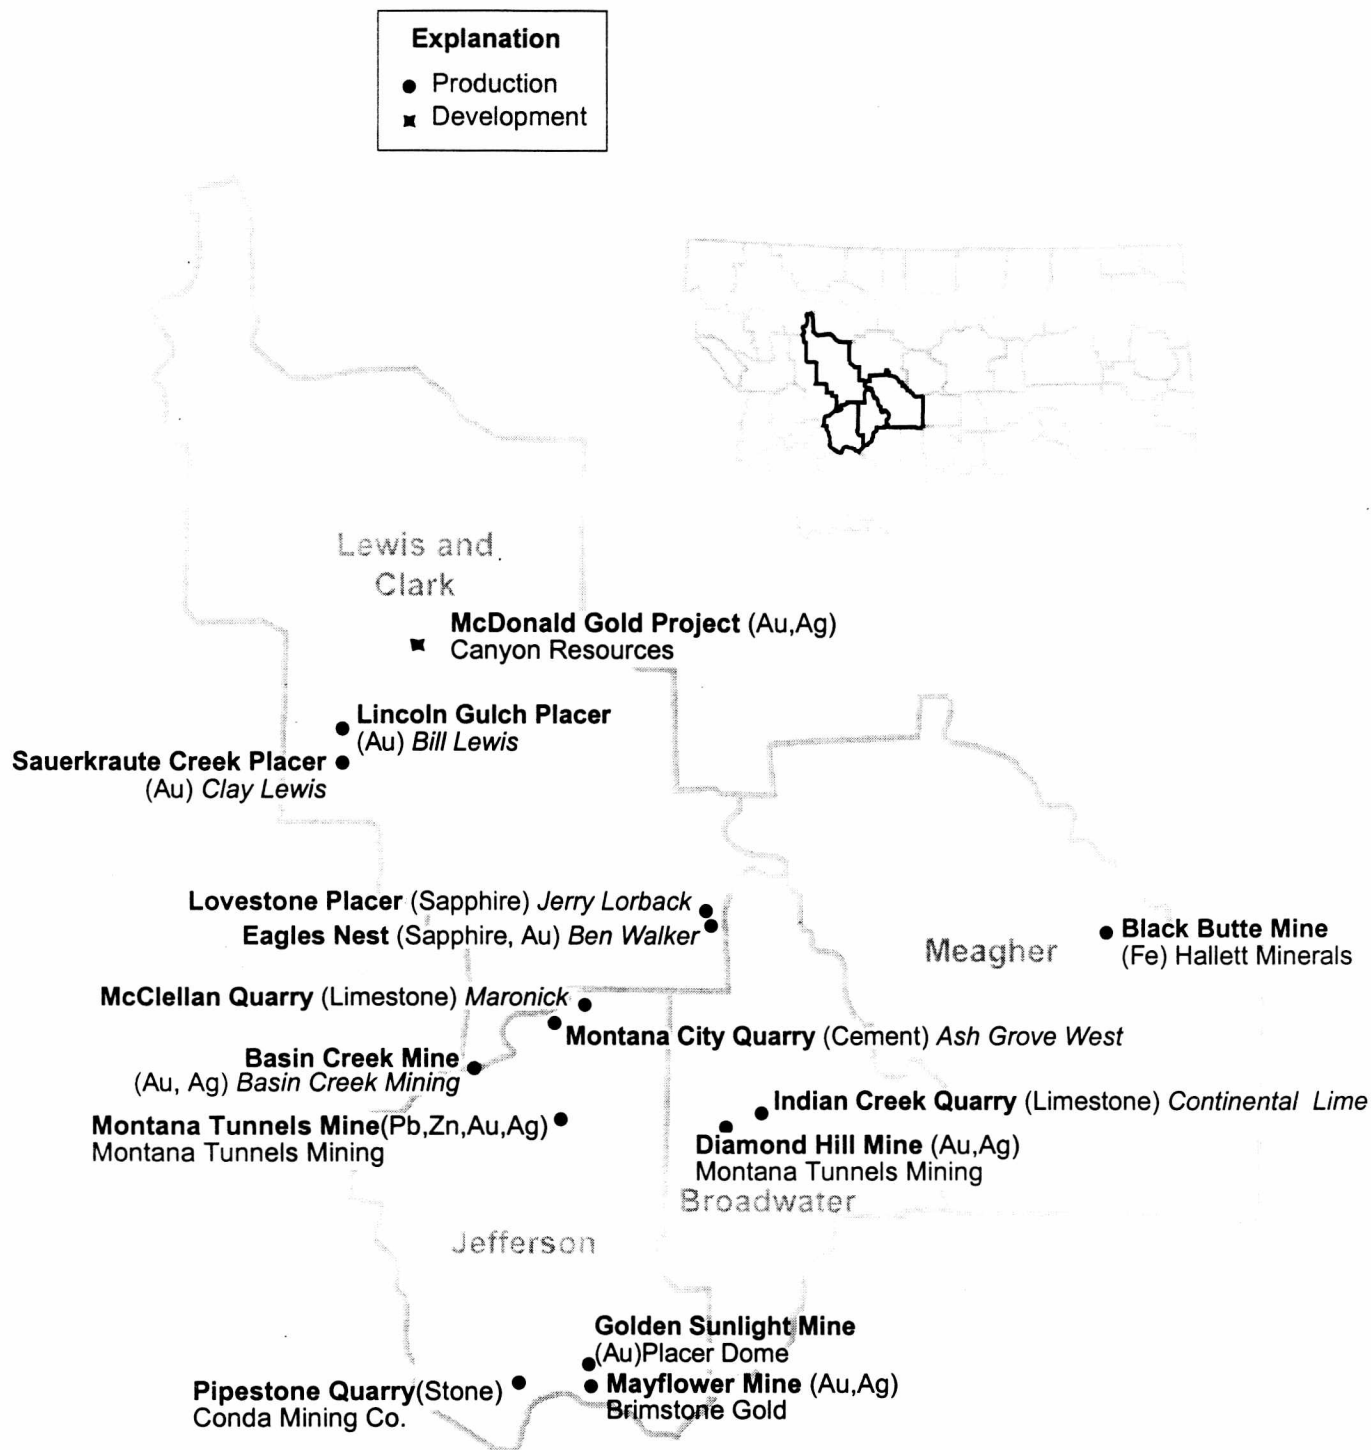 Explanation
Production
Development
Lewis and
Clark
McDonald Gold Project (Au,Ag)
Canyon Resources
Lincoln Gulch Placer
(Au) Bill Lewis
Sauerkraute Creek Placer
(Au) Clay Lewis
Lovestone Placer (Sapphire) Jerry Lorback
Eagles Nest (Sapphire, Au) Ben Walker
Meagher
Black Butte Mine
(Fe) Hallett Minerals
McClellan Quarry (Limestone) Maronick
Montana City Quarry (Cement) Ash Grove West
Basin Creek Mine
(Au, Ag) Basin Creek Mining
Indian Creek Quarry (Limestone) Continental Lime
Montana Tunnels Mine(Pb,Zn,Au,Ag)
Montana Tunnels Mining
Diamond Hill Mine (Au,Ag)
Montana Tunnels Mining
Broadwater
Jefferson
Golden Sunlight Mine
(Au)Placer Dome
Pipestone Quarry(Stone)
Conda Mining Co.
Mayflower Mine (Au,Ag)
Brimstone Gold